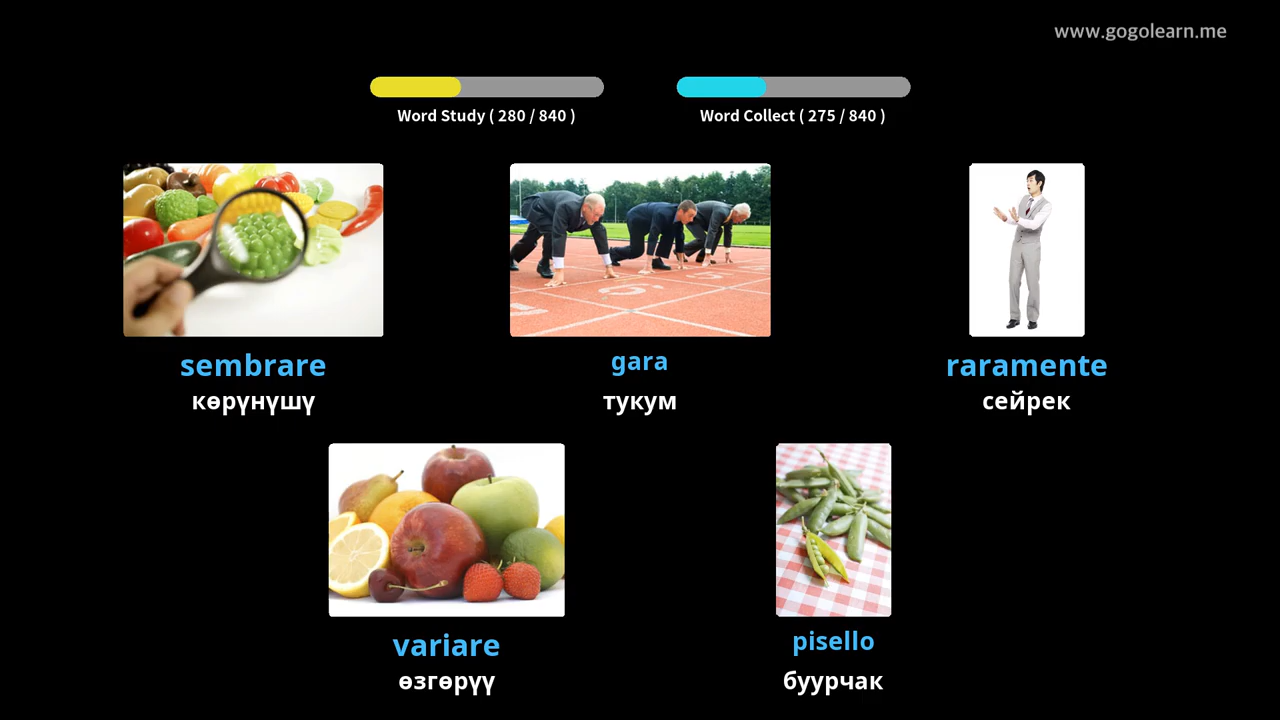 www.gogolearn.me
Word Study ( 280 / 840 )
Word Collect ( 275 / 840 )
sembrare
көрүнүшү
gara
тукум
raramente
сейрек
variare
өзгөрүү
pisello
буурчак